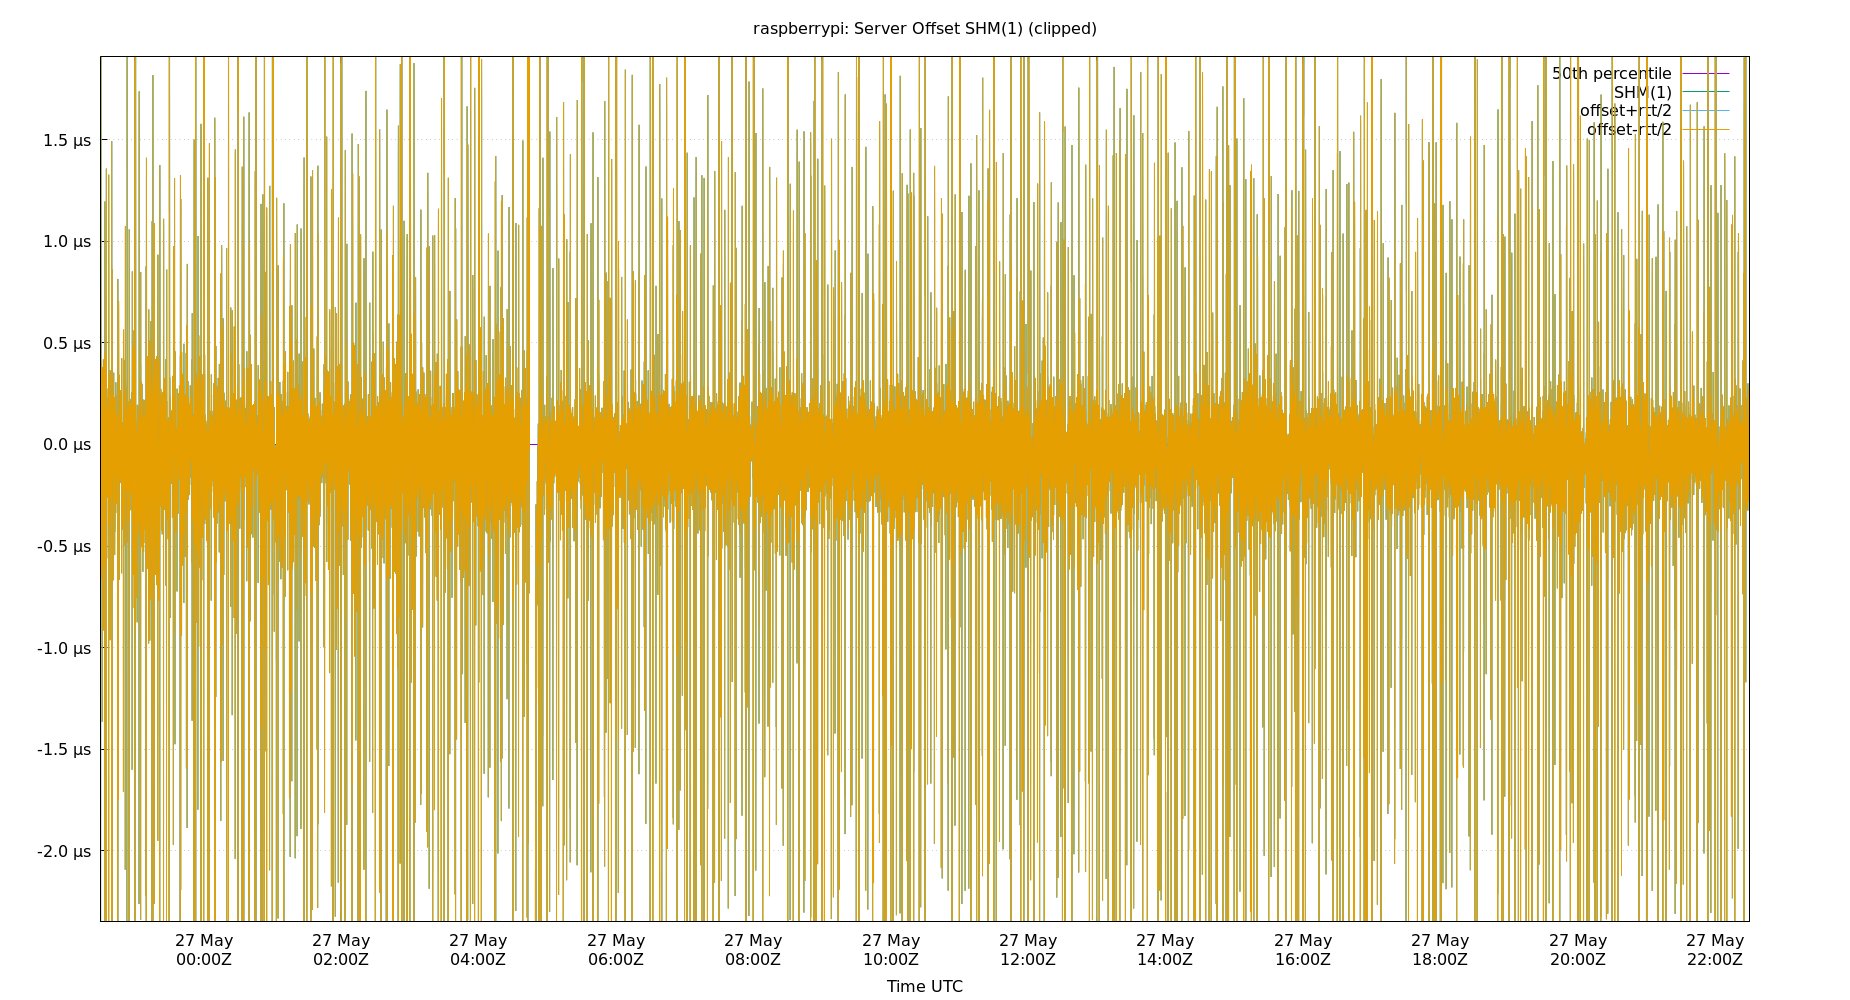 raspberrypi: Server Offset SHM(1) (clipped)
50th percentile
SHM(1)
offset+rtt/2
offset-rtt/2
1.5 µs
1.0 µs
0.5 µs
0.0 µs
-0.5 µs
-1.0 µs
-1.5 µs
-2.0 µs
27 May 27 May 27 May 27 May 27 May 27 May 27 May 27 May 27 May 27 May 27 May 27 May
00:00Z 02:00Z 04:00Z 06:00Z 08:00Z 10:00Z 12:00Z 14:00Z 16:00Z 18:00Z 20:00Z 22:00Z
Time UTC